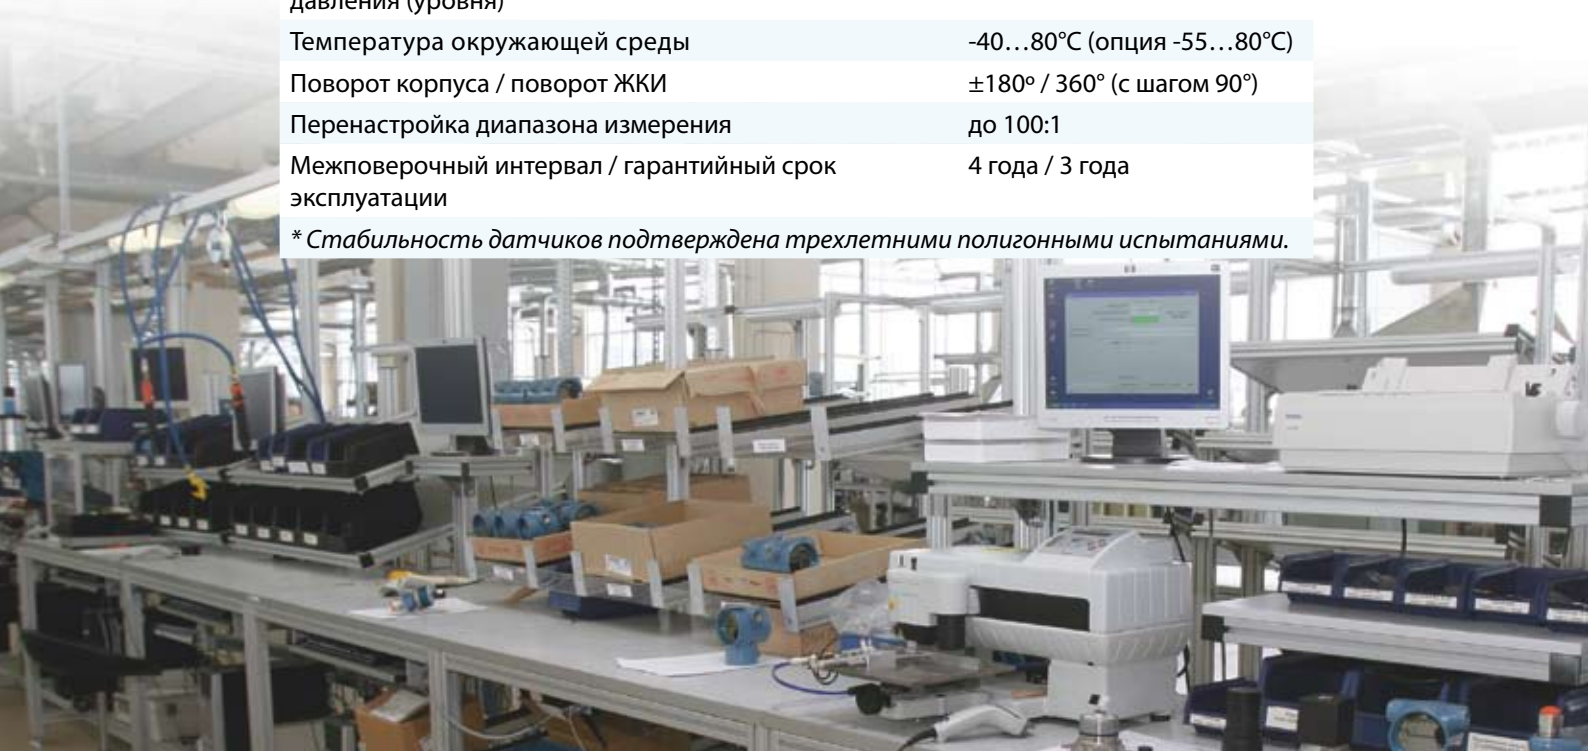 давления (уровня)
Температура окружающей среды -40…80°C (опция -55…80°C)
Поворот корпуса / поворот ЖКИ ±180º / 360° (с шагом 90°)
Перенастройка диапазона измерения до 100:1
Межповерочный интервал / гарантийный срок 4 года / 3 года
эксплуатации
* Стабильность датчиков подтверждена трехлетними полигонными испытаниями.